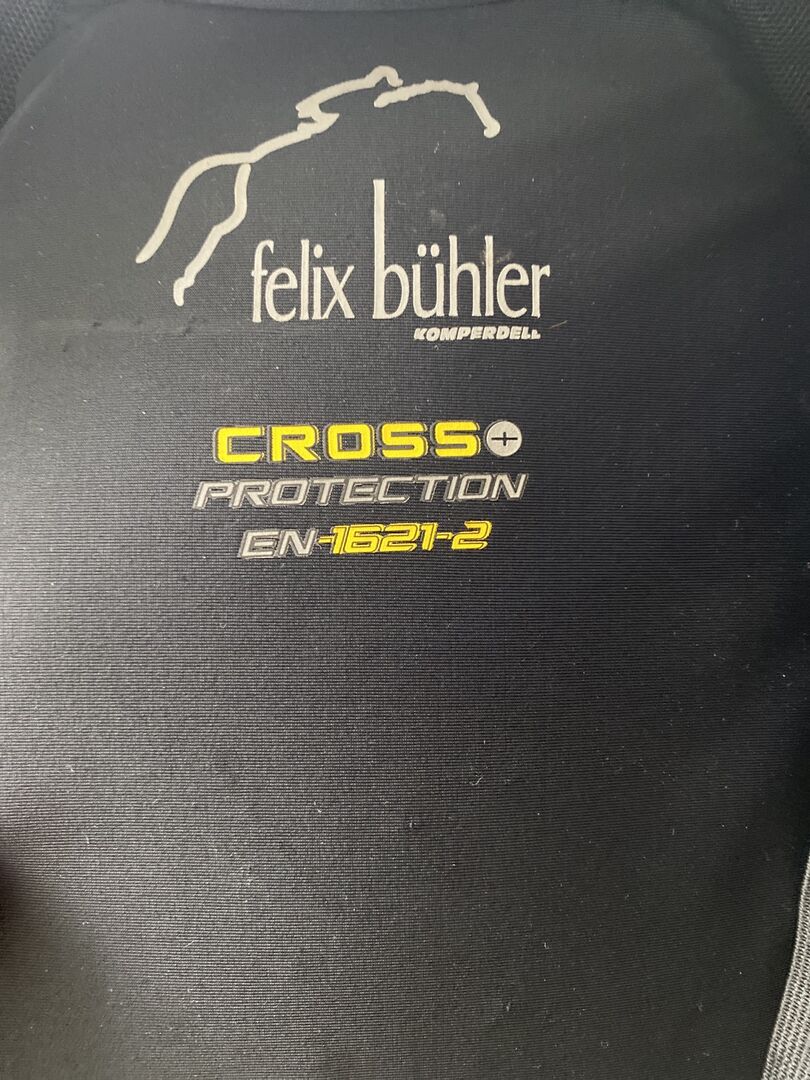 felix bühler
KOMPERDELL
CROSS+
PROTECTION
EN-1621-2